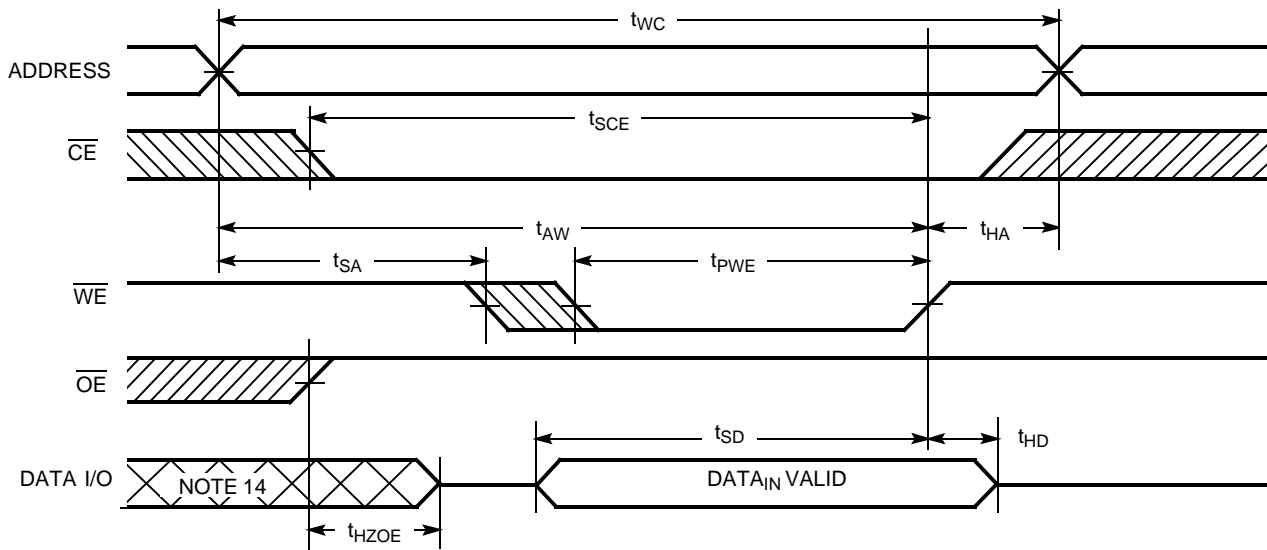 tWC
ADDRESS
tSCE
CE
tAW
tHA
tSA
tPWE
WE
OE
tSD
tHD
DATA I/O
NOTE 14
DATAIN VALID
tHZOE